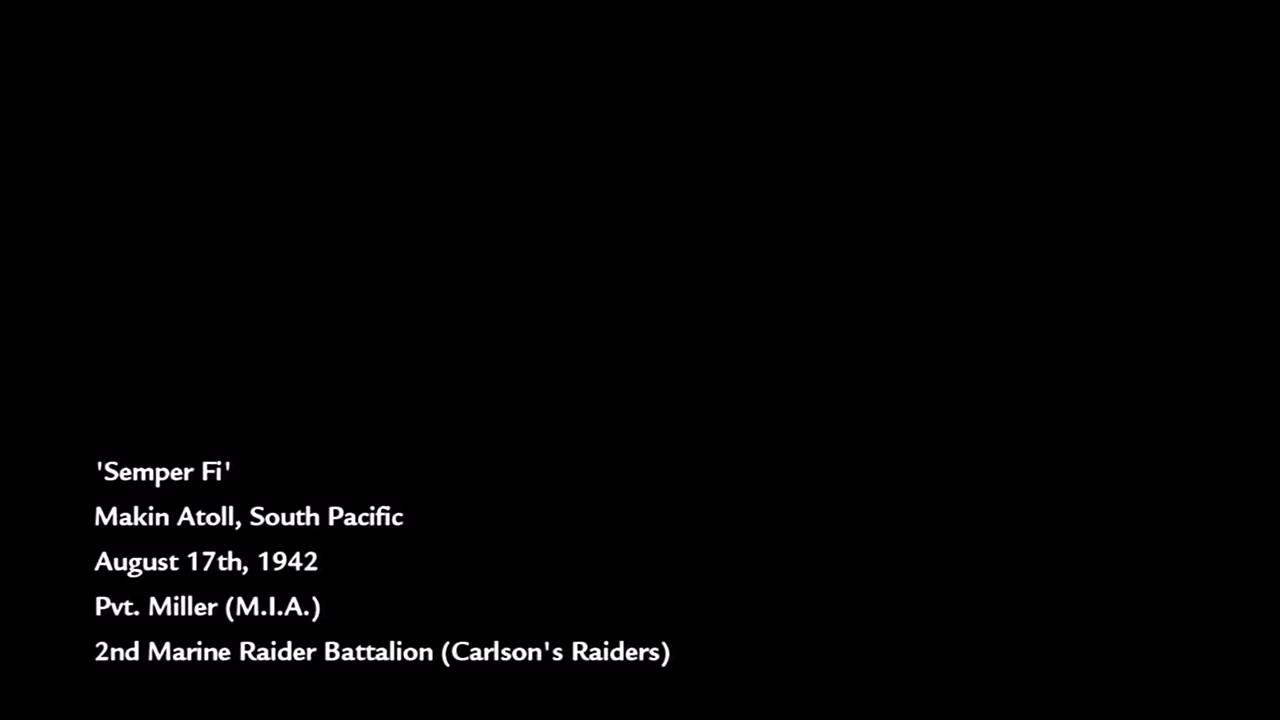 'Semper Fi'
Makin Atoll, South Pacific
August 17th, 1942
Pvt. Miller (M.I.A.)
2nd Marine Raider Battalion (Carlson's Raiders)